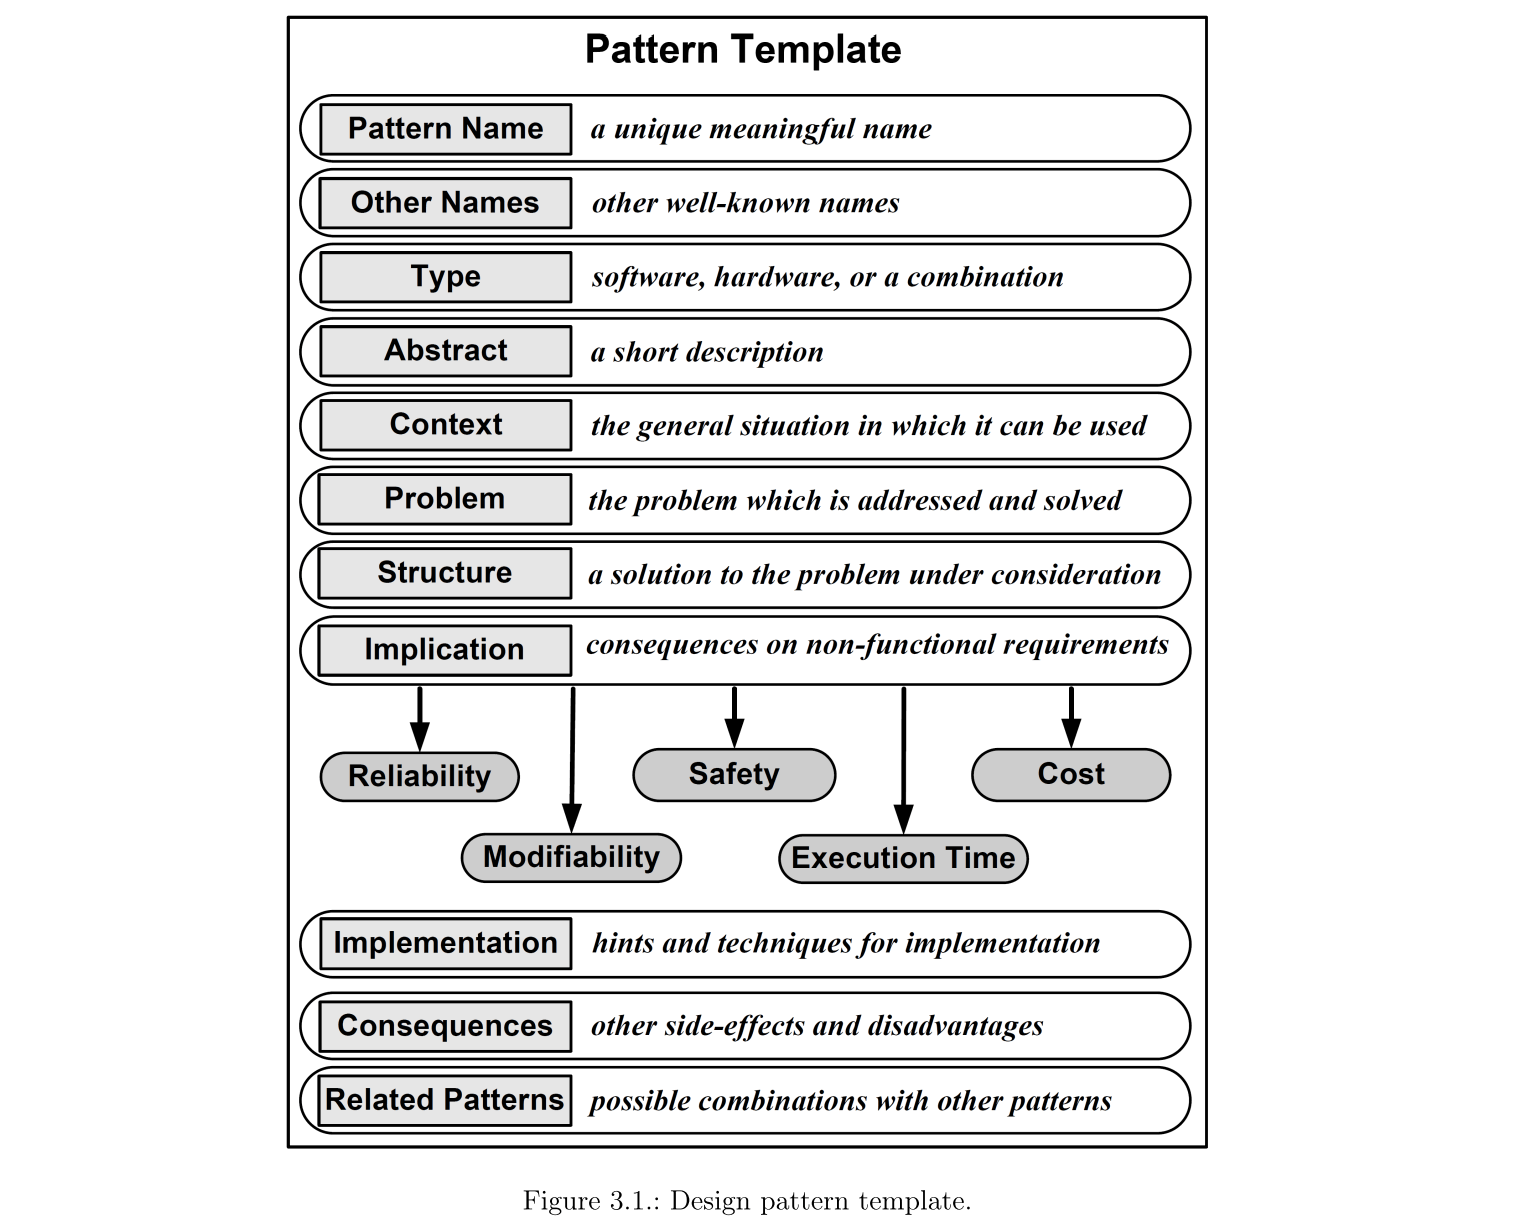 Pattern Template
Pattern Name a unique meaningful name
Other Names other well-known names
Type software, hardware, or a combination
Abstract a short description
Context the general situation in which it can be used
Problem the problem which is addressed and solved
Structure a solution to the problem under consideration
Implication consequences on non-functional requirements
Reliability Safety Cost
Modifiability Execution Time
Implementation hints and techniques for implementation
Consequences other side-effects and disadvantages
Related Patterns possible combinations with other patterns
Figure 3.1.: Design pattern template.